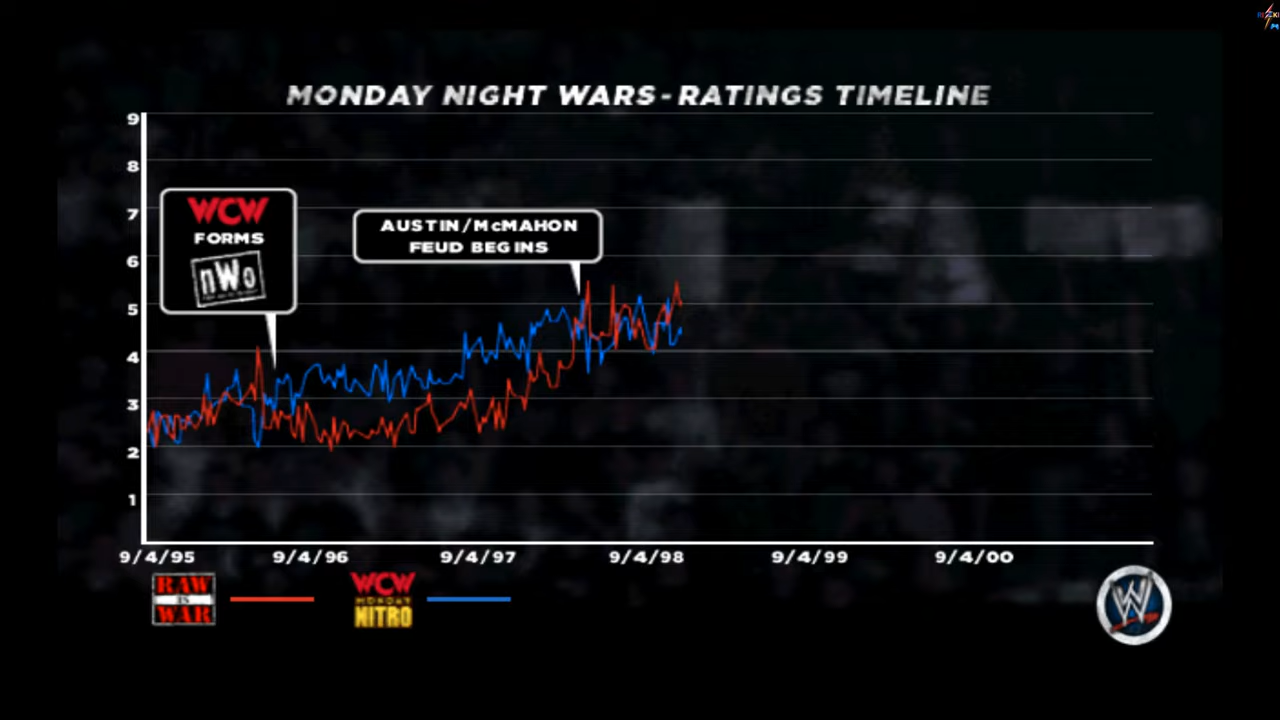 MONDAY NIGHT WARS-RATINGS TIMELINE
9
8
7
6
5
4
3
2
1
WCW
FORMS
nWo
AUSTIN/McMAHON
FEUD BEGINS
9/4/95 9/4/96 9/4/97 9/4/98 9/4/99 9/4/00
RAW
IS
WAR
WCW
MONDAY
NITRO
W